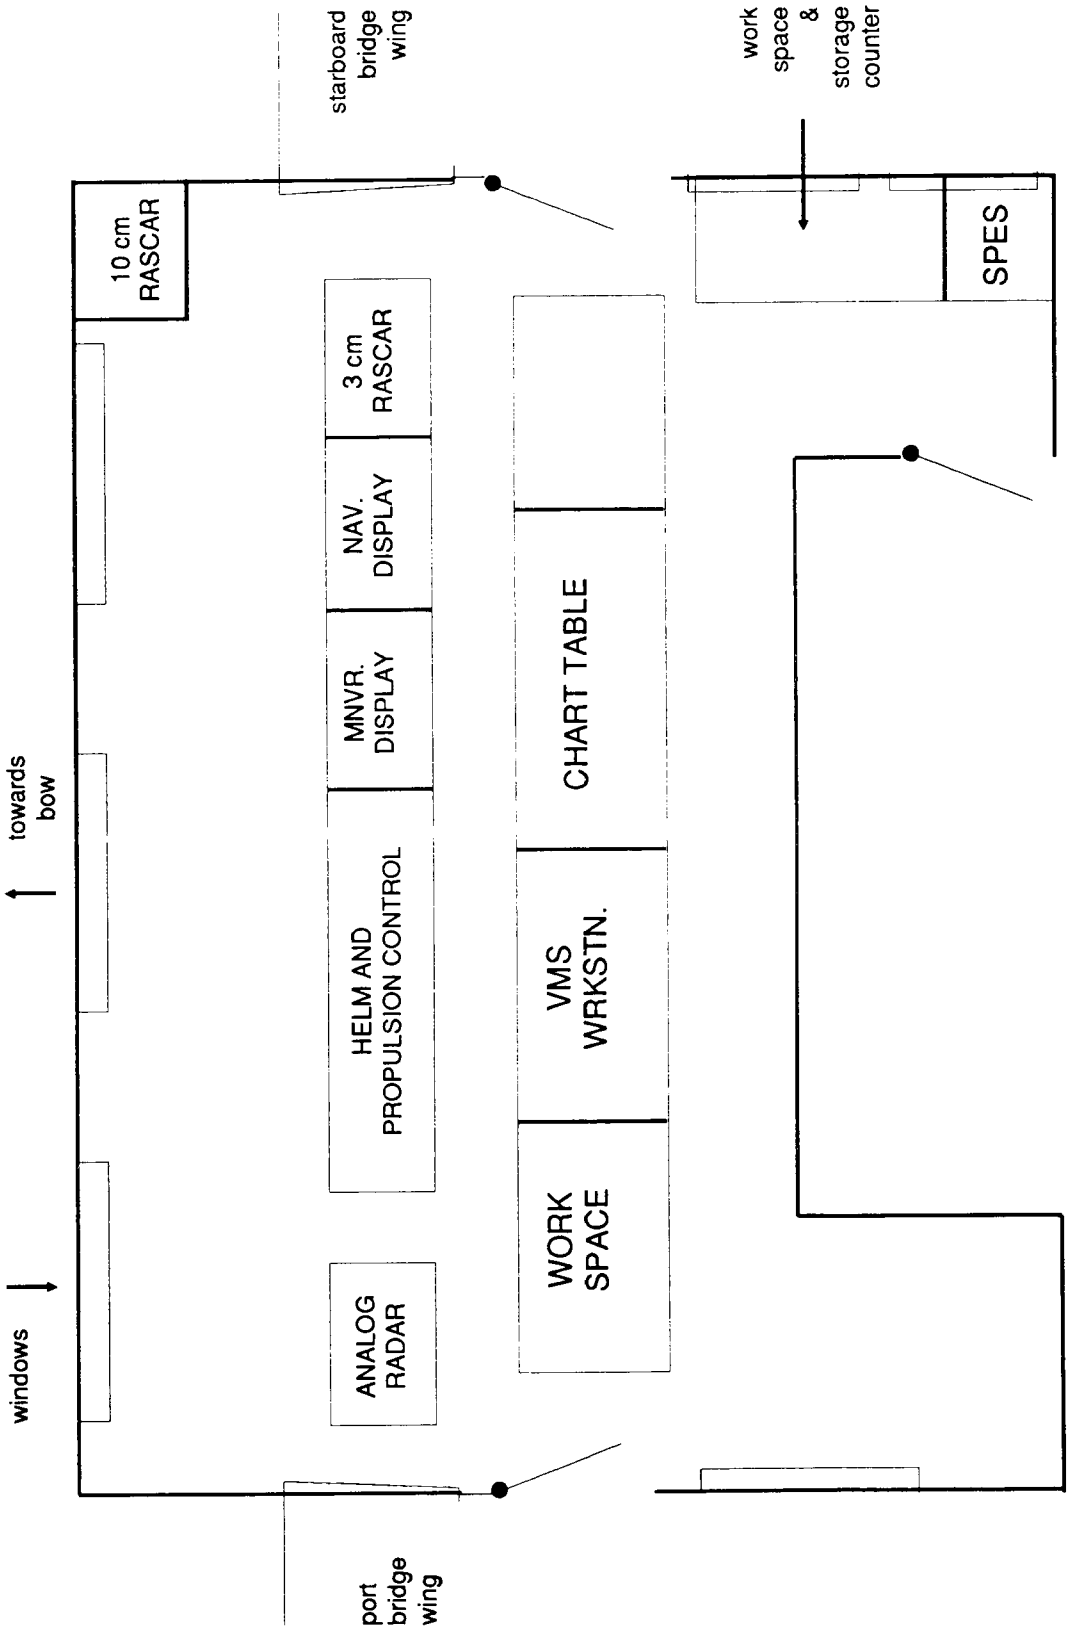 windows
towards
bow
10 cm
RASCAR
starboard
bridge
wing
port
bridge
wing
ANALOG
RADAR
HELM AND
PROPULSION CONTROL
MNVR.
DISPLAY
NAV.
DISPLAY
3 cm
RASCAR
WORK
SPACE
VMS
WRKSTN.
CHART TABLE
work
space
&
storage
counter
SPES